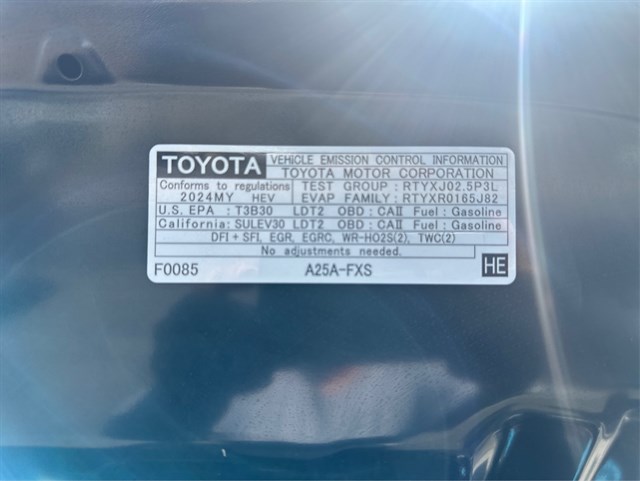 TOYOTA VEHICLE EMISSION CONTROL INFORMATION
TOYOTA MOTOR CORPORATION
Conforms to regulations TEST GROUP : RTYXJ02.5P3L
2024MY HEV EVAP FAMILY : RTYXR0165J82
U.S. EPA : T3B30 LDT2 OBD : CAII Fuel : Gasoline
California: SULEV30 LDT2 OBD : CAII Fuel : Gasoline
DFI + SFI, EGR, EGRC, WR-HO2S(2), TWC(2)
No adjustments needed.
F0085 A25A-FXS HE